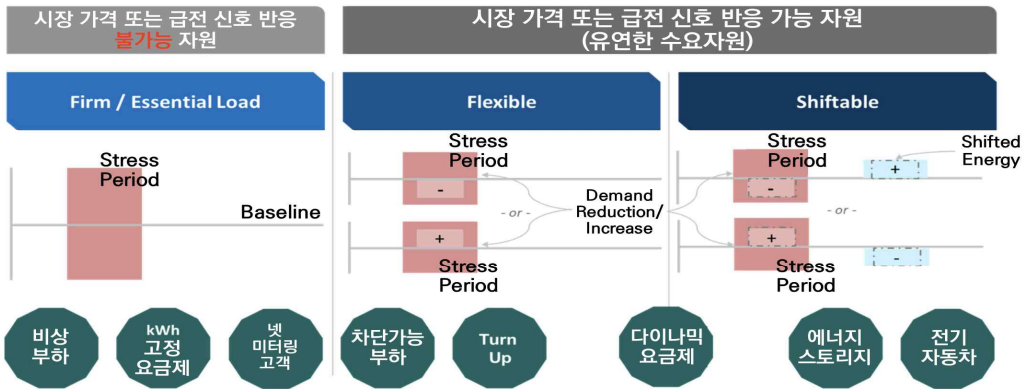 시장 가격 또는 급전 신호 반응
불가능 자원
시장 가격 또는 급전 신호 반응 가능 자원
(유연한 수요자원)
Firm / Essential Load
Flexible
Shiftable
Stress
Period
Baseline
Stress
Period
-
- or -
+
Stress
Period
Demand
Reduction/
Increase
Stress
Period
-
+
Shifted
Energy
- or -
+
-
Stress
Period
비상
부하
kWh
고정
요금제
넷
미터링
고객
차단가능
부하
Turn
Up
다이나믹
요금제
에너지
스토리지
전기
자동차